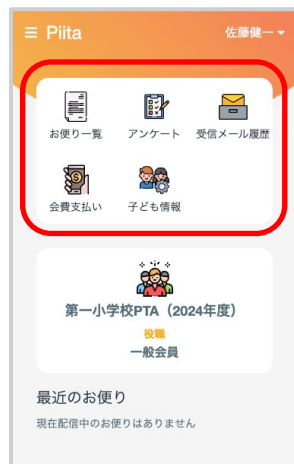 Piita
佐藤健一
お便り一覧
アンケート
受信メール履歴
会費支払い
子ども情報
第一小学校PTA（2024年度）
役職
一般会員
最近のお便り
現在配信中のお便りはありません